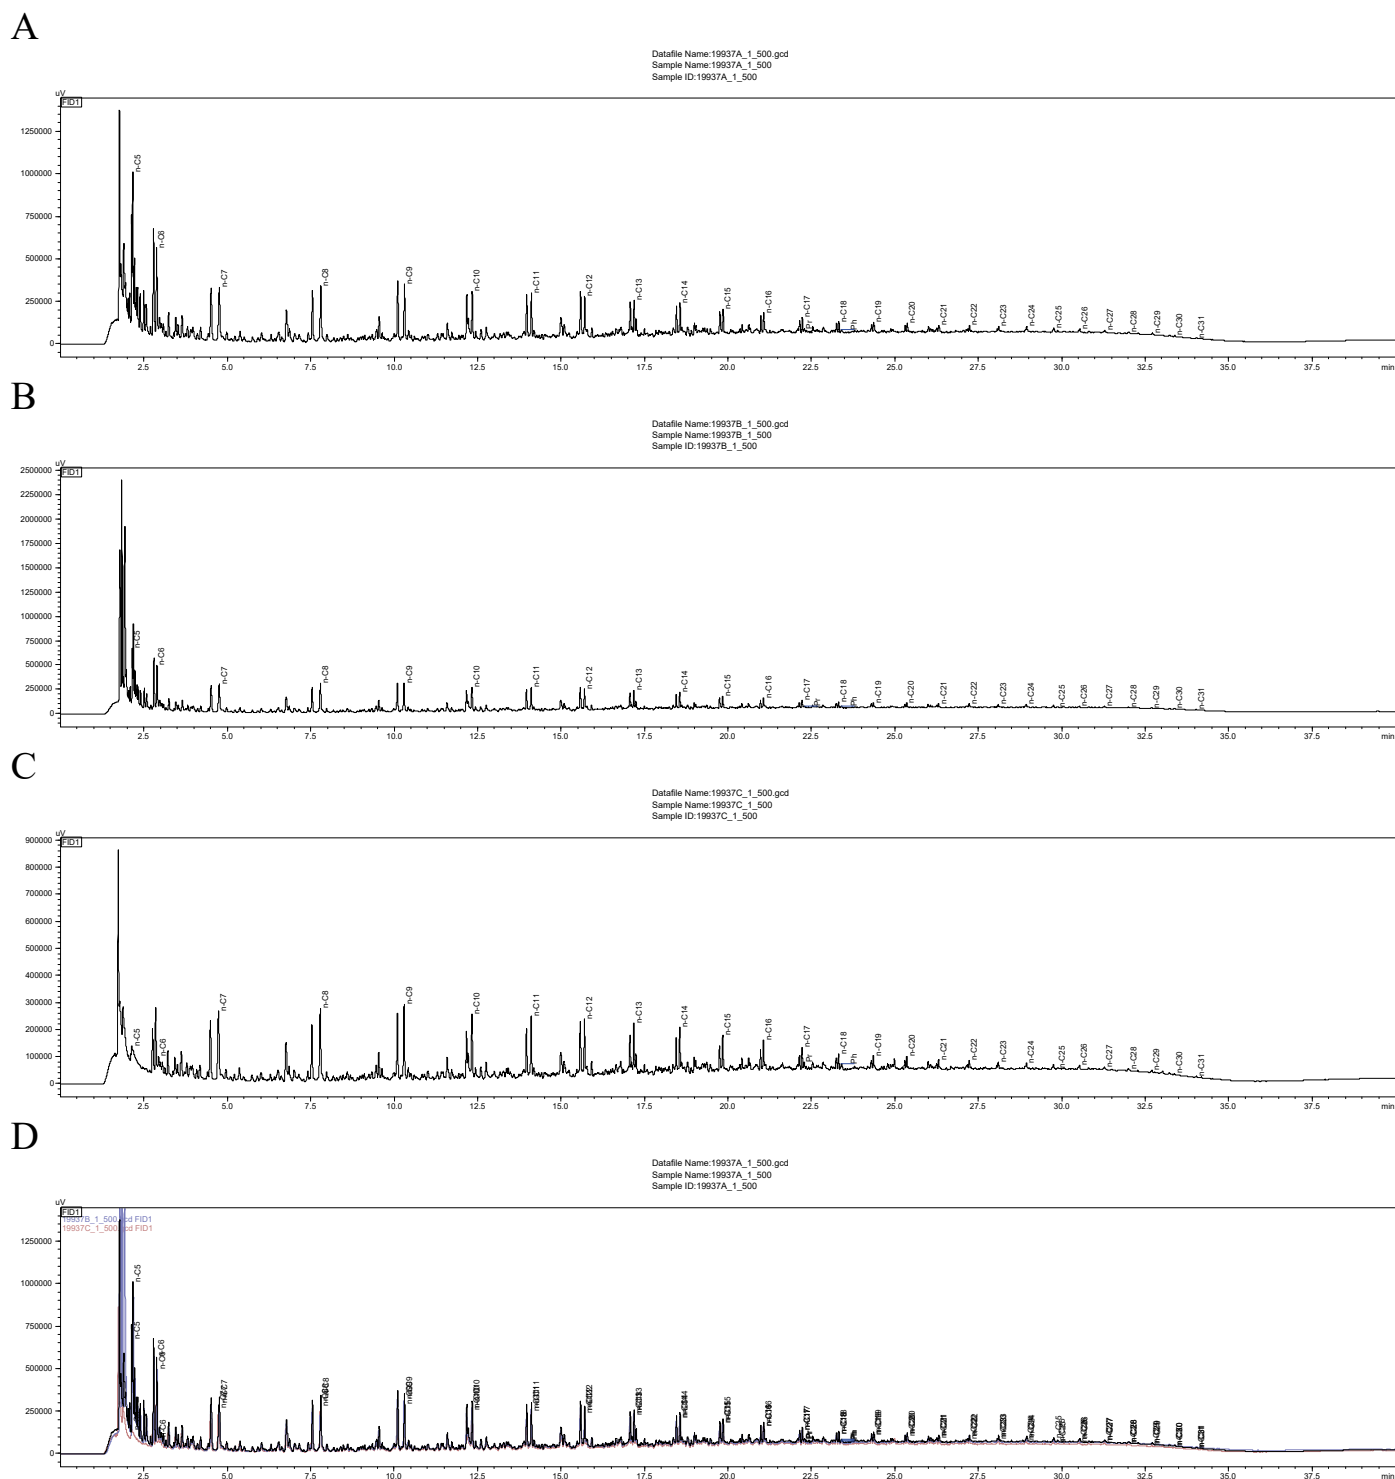 A
Datafile Name:19937A_1_500.gcd
Sample Name:19937A_1_500
Sample ID:19937A_1_500
uV
FID1
1250000
1000000
750000
500000
250000
0
n-C5
n-C6
n-C7
n-C8
n-C9
n-C10
n-C11
n-C12
n-C13
n-C14
n-C15
n-C16
n-C17
Pr
n-C18
Ph
n-C19
n-C20
n-C21
n-C22
n-C23
n-C24
n-C25
n-C26
n-C27
n-C28
n-C29
n-C30
n-C31
2.5 5.0 7.5 10.0 12.5 15.0 17.5 20.0 22.5 25.0 27.5 30.0 32.5 35.0 37.5 min
B
Datafile Name:19937B_1_500.gcd
Sample Name:19937B_1_500
Sample ID:19937B_1_500
uV
FID1
2500000
2250000
2000000
1750000
1500000
1250000
1000000
750000
500000
250000
0
n-C5
n-C6
n-C7
n-C8
n-C9
n-C10
n-C11
n-C12
n-C13
n-C14
n-C15
n-C16
n-C17
Pr
n-C18
Ph
n-C19
n-C20
n-C21
n-C22
n-C23
n-C24
n-C25
n-C26
n-C27
n-C28
n-C29
n-C30
n-C31
2.5 5.0 7.5 10.0 12.5 15.0 17.5 20.0 22.5 25.0 27.5 30.0 32.5 35.0 37.5 min
C
Datafile Name:19937C_1_500.gcd
Sample Name:19937C_1_500
Sample ID:19937C_1_500
uV
FID1
900000
800000
700000
600000
500000
400000
300000
200000
100000
0
n-C5
n-C6
n-C7
n-C8
n-C9
n-C10
n-C11
n-C12
n-C13
n-C14
n-C15
n-C16
n-C17
Pr
n-C18
Ph
n-C19
n-C20
n-C21
n-C22
n-C23
n-C24
n-C25
n-C26
n-C27
n-C28
n-C29
n-C30
n-C31
2.5 5.0 7.5 10.0 12.5 15.0 17.5 20.0 22.5 25.0 27.5 30.0 32.5 35.0 37.5 min
D
Datafile Name:19937A_1_500.gcd
Sample Name:19937A_1_500
Sample ID:19937A_1_500
uV
FID1
19937B_1_500.gcd FID1
19937C_1_500.gcd FID1
1250000
1000000
750000
500000
250000
0
n-C5
n-C5
n-C6
n-C6
2.5 5.0 7.5 10.0 12.5 15.0 17.5 20.0 22.5 25.0 27.5 30.0 32.5 35.0 37.5 min